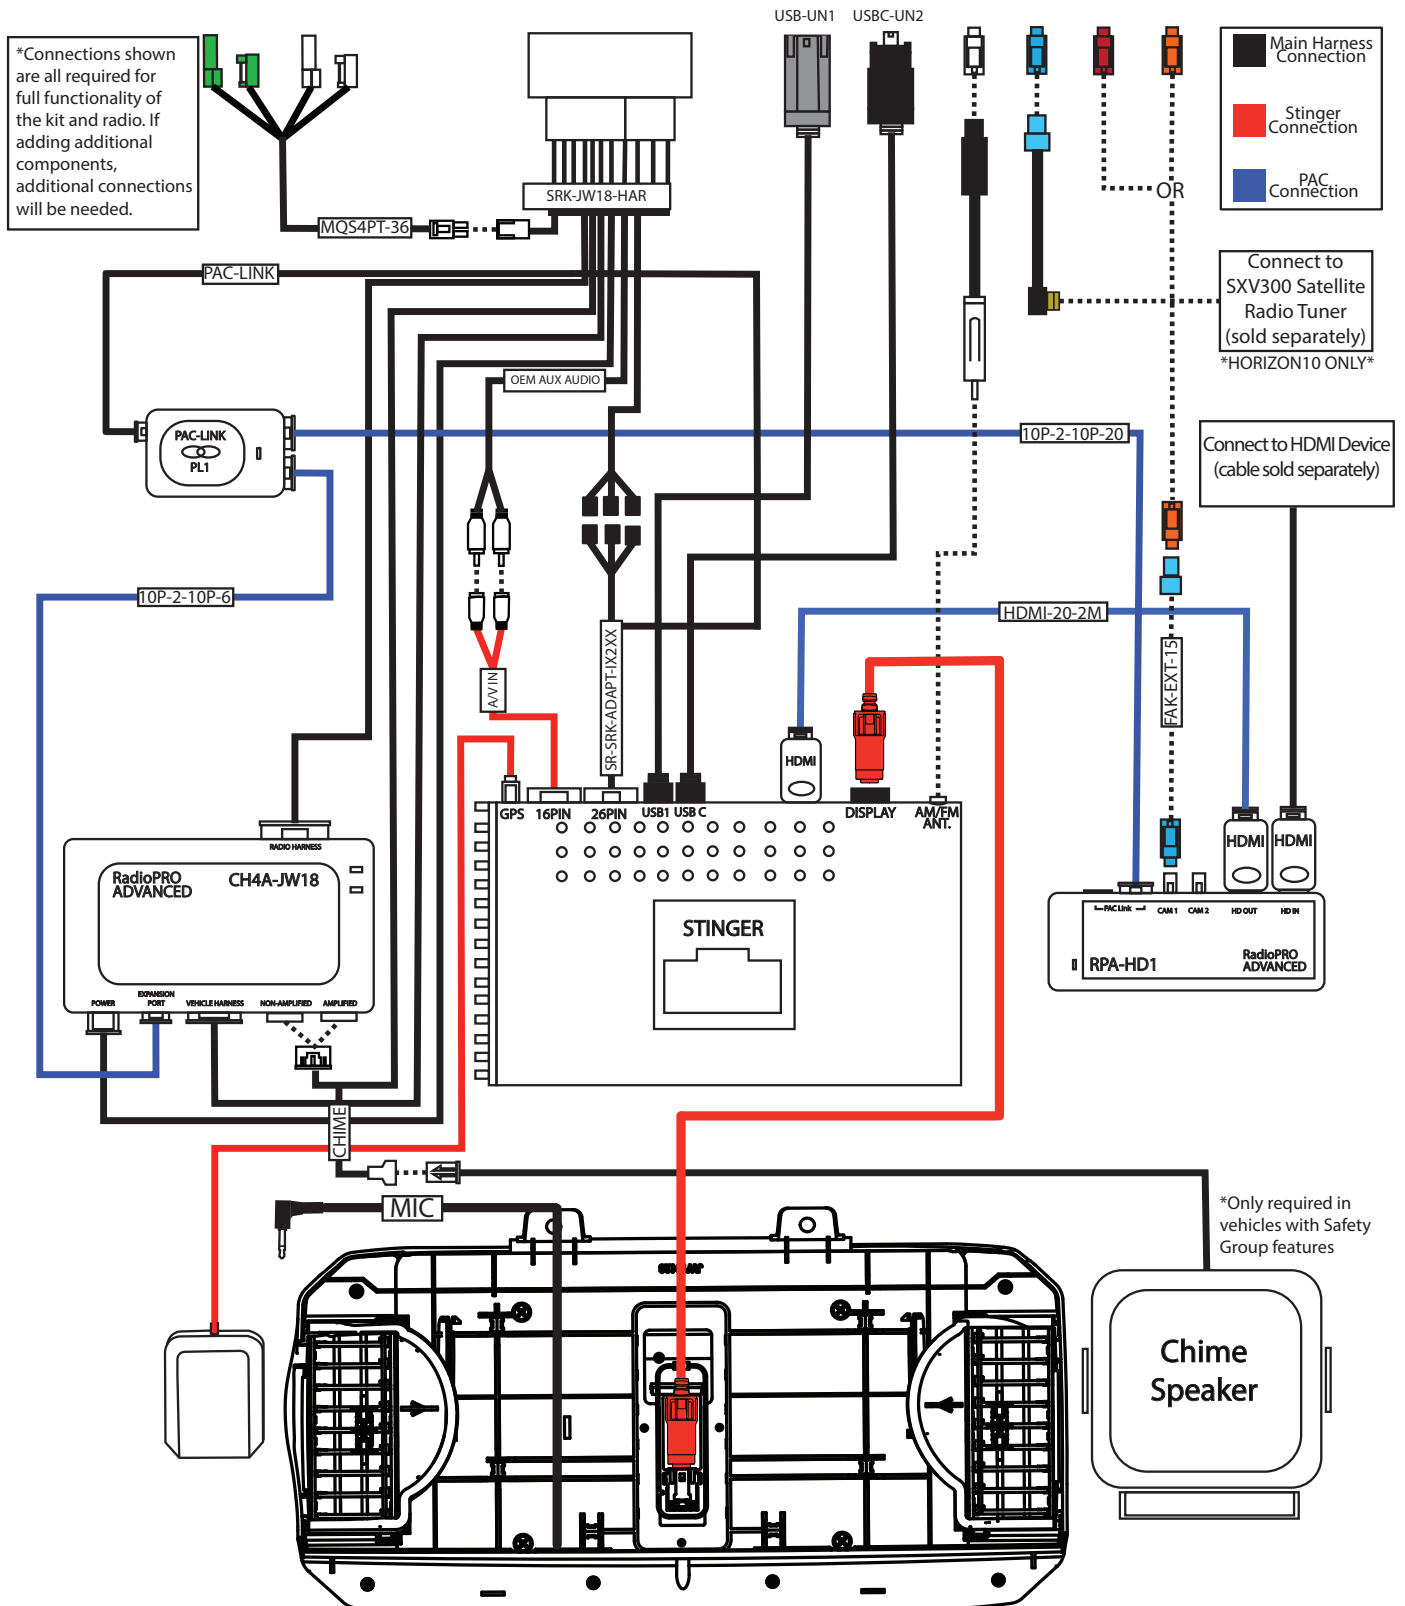 USB-UN1
USBC-UN2
*Connections shown
are all required for
full functionality of
the kit and radio. If
adding additional
components,
additional connections
will be needed.
Main Harness
Connection
Stinger
Connection
PAC
Connection
OR
SRK-JW18-HAR
MQS4PT-36
PAC-LINK
Connect to
SXV300 Satellite
Radio Tuner
(sold separately)
*HORIZON10 ONLY*
OEM AUX AUDIO
PAC-LINK
PL1
10P-2-10P-20
Connect to HDMI Device
(cable sold separately)
10P-2-10P-6
HDMI-20-2M
A/V IN
SR-SRK-ADAPT-IX2XX
FAK-EXT-15
HDMI
GPS
16PIN
26PIN
USB1
USB C
DISPLAY
AM/FM
ANT.
HDMI
HDMI
RADIO HARNESS
RadioPRO
ADVANCED
CH4A-JW18
STINGER
PAC Link
CAM 1
CAM 2
HD OUT
HD IN
RPA-HD1
RadioPRO
ADVANCED
POWER
EXPANSION
PORT
VEHICLE HARNESS
NON-AMPLIFIED
AMPLIFIED
CHIME
MIC
*Only required in
vehicles with Safety
Group features
Chime
Speaker